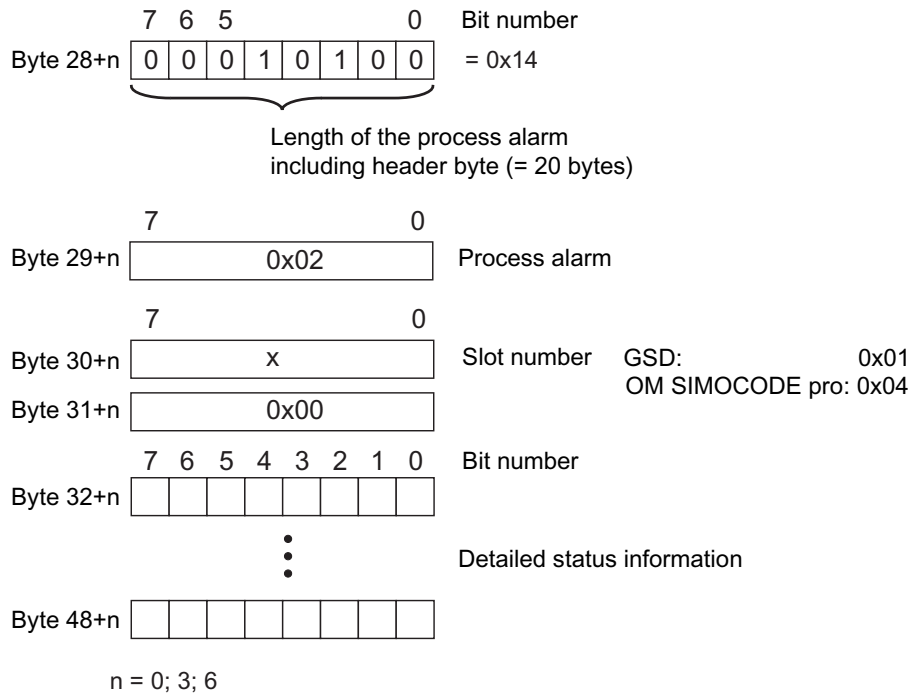 7 6 5 0 Bit number
Byte 28+n 0 0 0 1 0 1 0 0 = 0x14
Length of the process alarm
including header byte (= 20 bytes)
7 0
Byte 29+n 0x02 Process alarm
7 0
Byte 30+n x Slot number GSD: 0x01
OM SIMOCODE pro: 0x04
Byte 31+n 0x00
7 6 5 4 3 2 1 0 Bit number
Byte 32+n
Detailed status information
Byte 48+n
n = 0; 3; 6